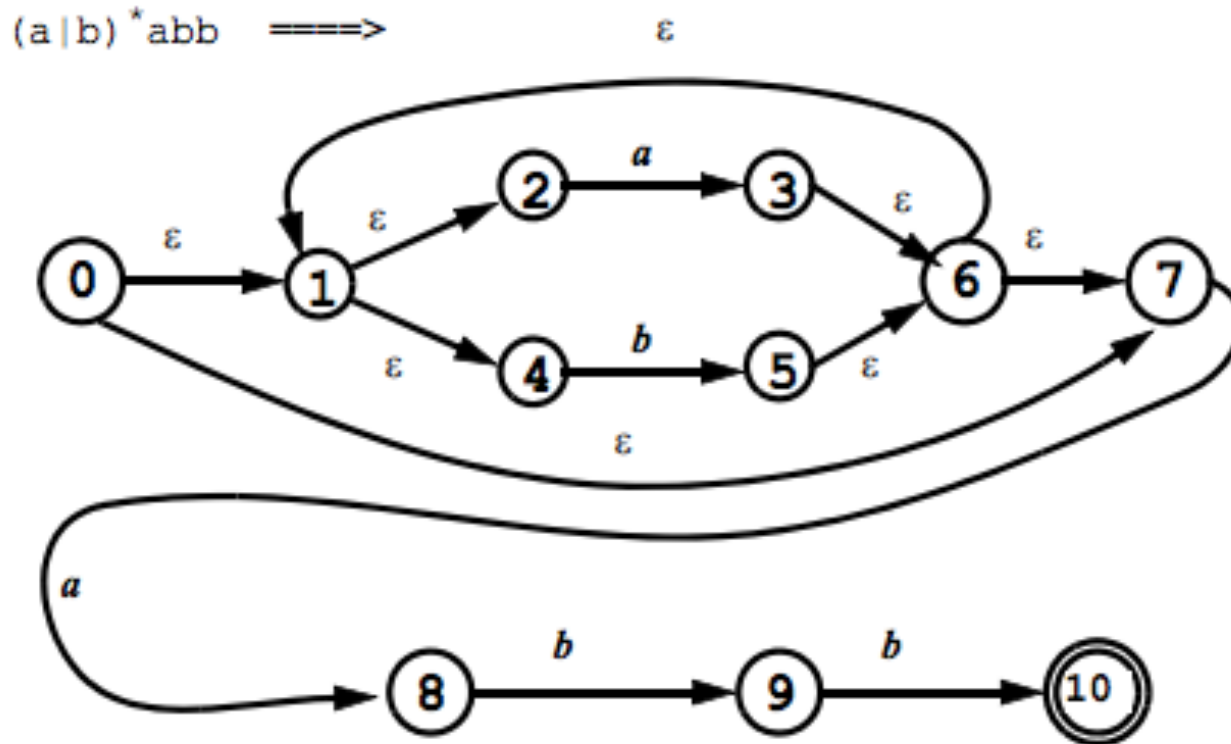 (a|b)*abb ====> ε
2 a 3
ε ε
0 ε 1 6 ε 7
ε 4 b 5 ε
ε
a
8 b 9 b 10